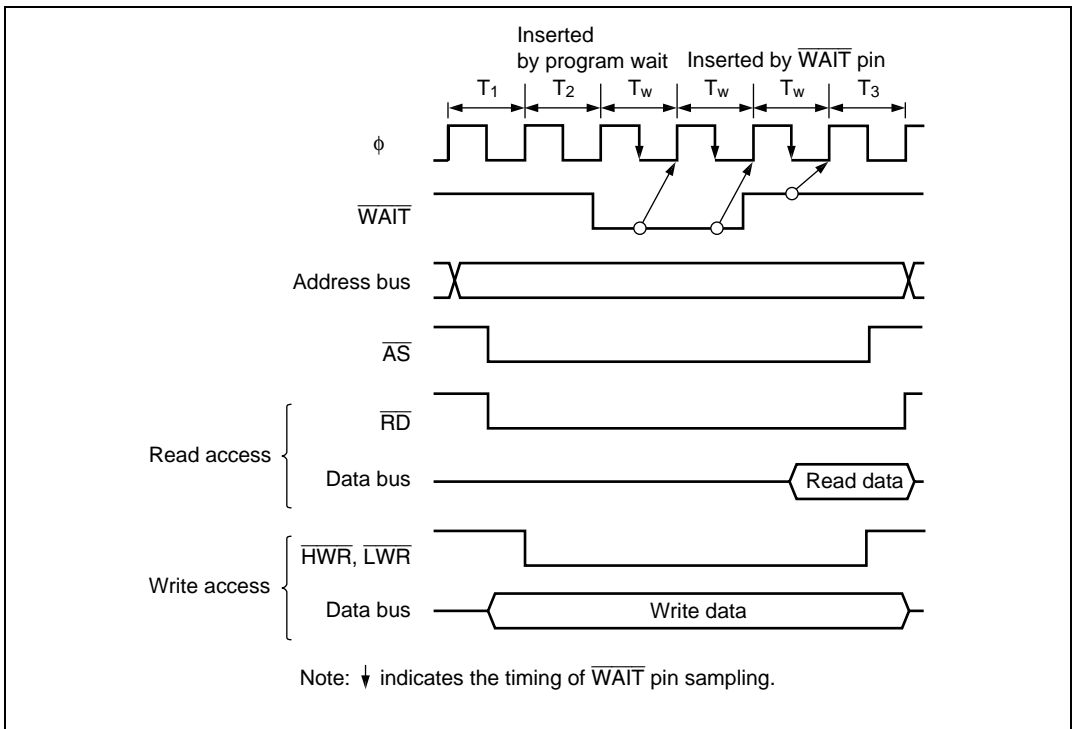 Inserted
by program wait
Inserted by WAIT pin
T1 T2 Tw Tw Tw T3
ϕ
WAIT
Address bus
AS
RD
Read access
Data bus
Read data
HWR, LWR
Write access
Data bus
Write data
Note: ↓ indicates the timing of WAIT pin sampling.